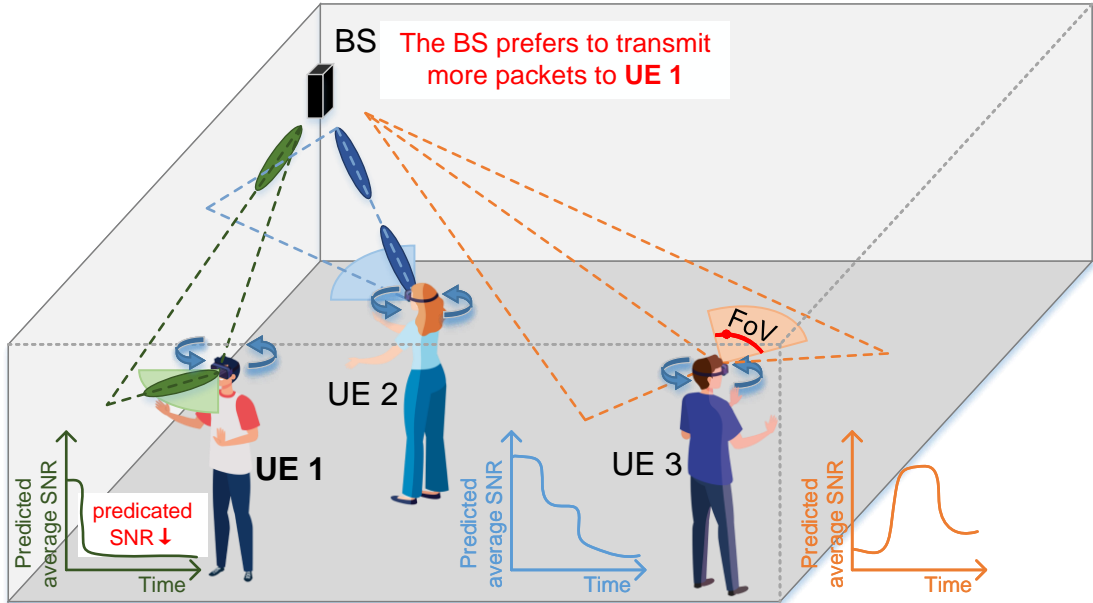 BS
The BS prefers to transmit
more packets to UE 1
FoV
UE 2
UE 1
UE 3
Predicted
average SNR
predicated
SNR↓
Time
Predicted
average SNR
Time
Predicted
average SNR
Time